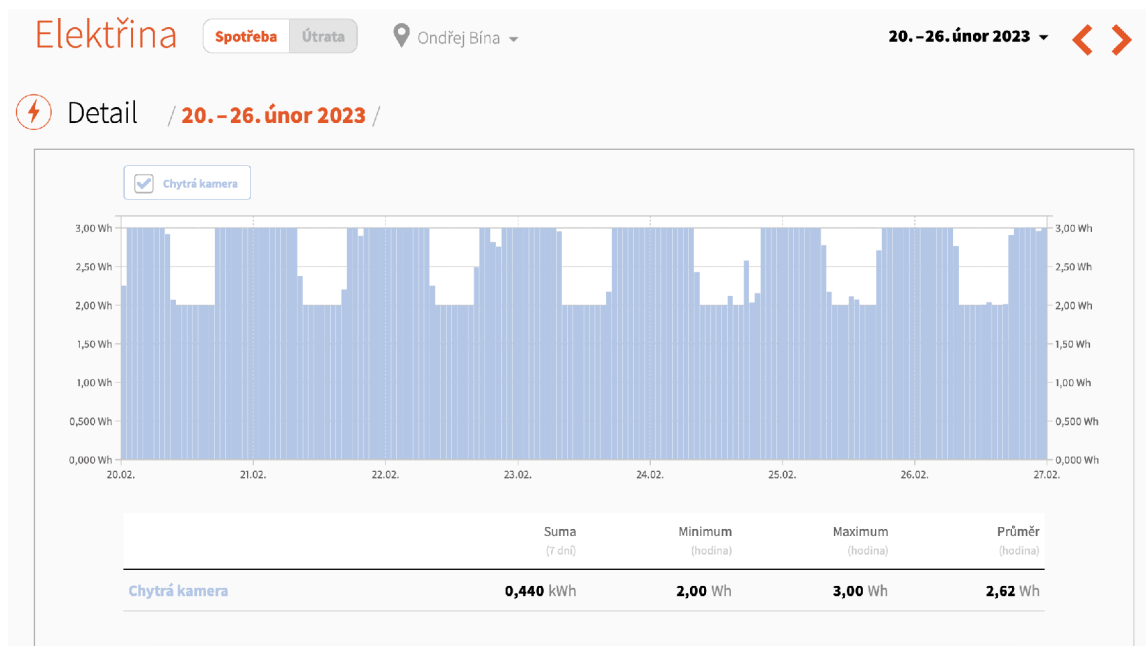 Elektřina Spotřeba Útrata Ondřej Bína 20. – 26. únor 2023
Detail / 20. – 26. únor 2023 /
Chytrá kamera
3,00 Wh 3,00 Wh
2,50 Wh 2,50 Wh
2,00 Wh 2,00 Wh
1,50 Wh 1,50 Wh
1,00 Wh 1,00 Wh
0,500 Wh 0,500 Wh
0,000 Wh 0,000 Wh
20.02. 21.02. 22.02. 23.02. 24.02. 25.02. 26.02. 27.02.
Suma Minimum Maximum Průměr
(7 dní) (hodina) (hodina) (hodina)
Chytrá kamera 0,440 kWh 2,00 Wh 3,00 Wh 2,62 Wh